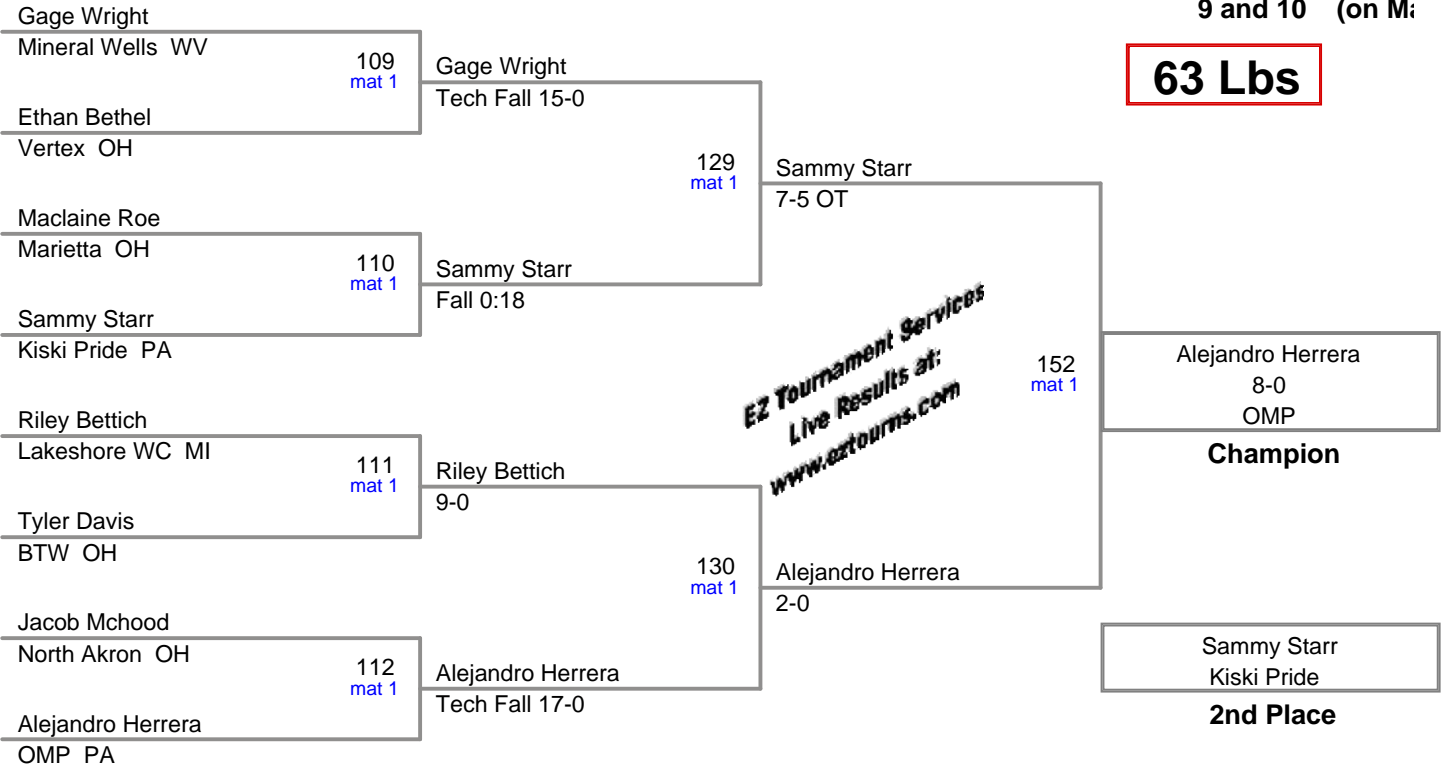 9 and 10 (on
63 Lbs
Gage Wright
Mineral Wells WV
109
mat 1
Ethan Bethel
Vertex OH
Gage Wright
Tech Fall 15-0
Maclaine Roe
Marietta OH
110
mat 1
Sammy Starr
Kiski Pride PA
Sammy Starr
Fall 0:18
129
mat 1
Sammy Starr
7-5 OT
Riley Bettich
Lakeshore WC MI
111
mat 1
Tyler Davis
BTW OH
Riley Bettich
9-0
Jacob Mchood
North Akron OH
112
mat 1
Alejandro Herrera
OMP PA
Alejandro Herrera
Tech Fall 17-0
130
mat 1
Alejandro Herrera
2-0
EZ Tournament Services
Live Results at:
www.eztourns.com
152
mat 1
Alejandro Herrera
8-0
OMP
Champion
Sammy Starr
Kiski Pride
2nd Place